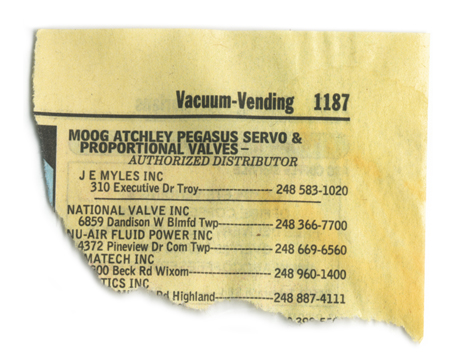 Vacuum-Vending 1187
MOOG ATCHLEY PEGASUS SERVO &
PROPORTIONAL VALVES–
AUTHORIZED DISTRIBUTOR
J E MYLES INC
310 Executive Dr Troy---------------- 248 583-1020
NATIONAL VALVE INC
6859 Dandison W Blmfd Twp------------ 248 366-7700
NU-AIR FLUID POWER INC
4372 Pineview Dr Com Twp------------- 248 669-6560
MATECH INC
00 Beck Rd Wixom------------------ 248 960-1400
TICS INC
Rd Highland------------- 248 887-4111